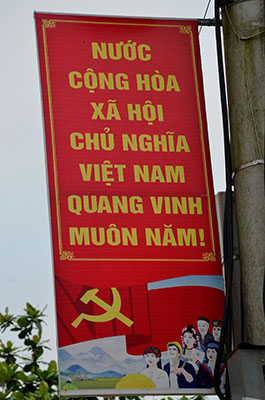 NƯỚC
CỘNG HÒA
XÃ HỘI
CHỦ NGHĨA
VIỆT NAM
QUANG VINH
MUÔN NĂM!